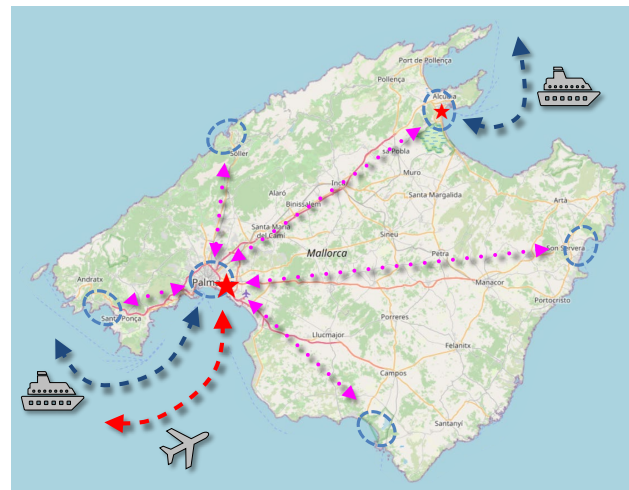 Port de Pollença
Pollença
Alcúdia
Sóller
sa Pobla
Muro
Inca
Alaró
Binissalem
Santa Margalida
Artà
Santa Maria
del Camí
Sineu
Mallorca
Petra
Son Servera
Andratx
Palma
Manacor
Portocristo
Santa Ponça
Porreres
Llucmajor
Felanitx
Campos
Santanyí